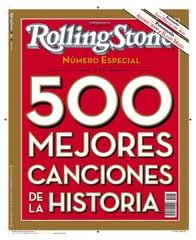 RollingStone
NÚMERO ESPECIAL
500
MEJORES
CANCIONES
DE LA HISTORIA